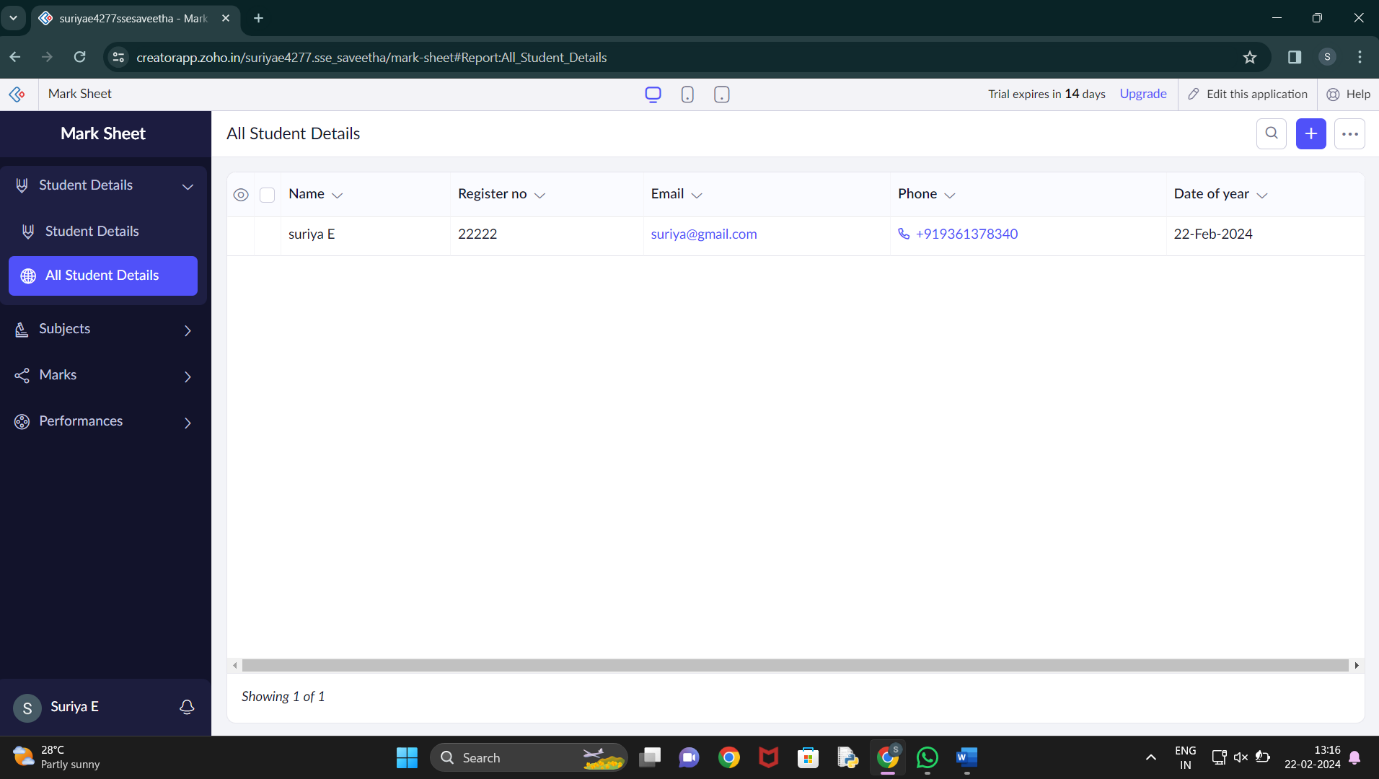 suriyae4277ssesaveetha - Mark
creatorapp.zoho.in/suriyae4277.sse_saveetha/mark-sheet#Report:All_Student_Details
S
Mark Sheet
Trial expires in 14 days
Upgrade
Edit this application
Help
Mark Sheet
Student Details
Student Details
All Student Details
Subjects
Marks
Performances
S
Suriya E
All Student Details
Name
Register no
Email
Phone
Date of year
suriya E
22222
suriya@gmail.com
+919361378340
22-Feb-2024
Showing 1 of 1
28°C
Partly sunny
Search
S
W
ENG
IN
13:16
22-02-2024